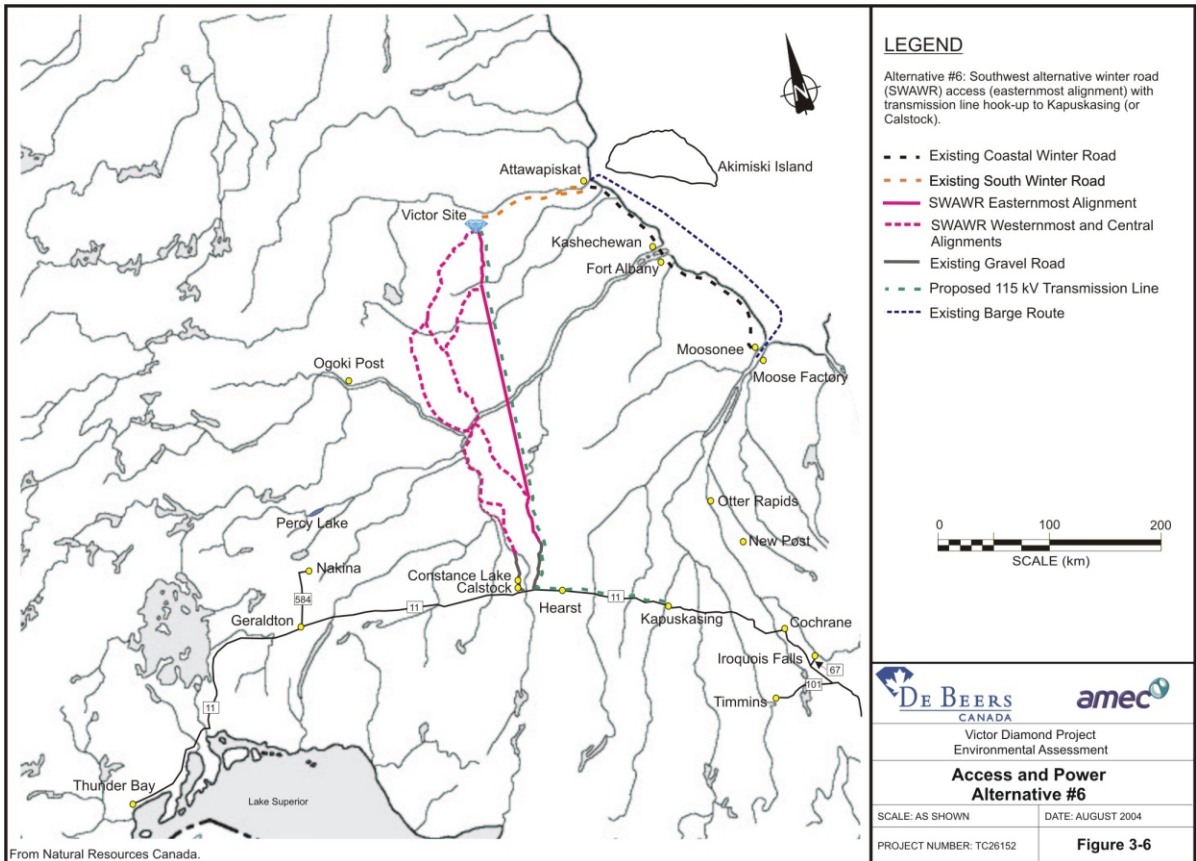 Attawapiskat
Akimiski Island
Victor Site
Kashechewan
Fort Albany
Moosonee
Moose Factory
Ogoki Post
Otter Rapids
Percy Lake
New Post
Nakina
Constance Lake
Calstock
584
11
11
Hearst
Geraldton
Kapuskasing
Cochrane
Iroquois Falls
67
101
Timmins
11
Thunder Bay
Lake Superior
From Natural Resources Canada.
N
LEGEND
Alternative #6: Southwest alternative winter road
(SWAWR) access (easternmost alignment) with
transmission line hook-up to Kapuskasing (or
Calstock).
Existing Coastal Winter Road
Existing South Winter Road
SWAWR Easternmost Alignment
SWAWR Westernmost and Central
Alignments
Existing Gravel Road
Proposed 115 kV Transmission Line
Existing Barge Route
0 100 200
SCALE (km)
DE BEERS
CANADA
amec
Victor Diamond Project
Environmental Assessment
Access and Power
Alternative #6
SCALE: AS SHOWN
DATE: AUGUST 2004
PROJECT NUMBER: TC26152
Figure 3-6